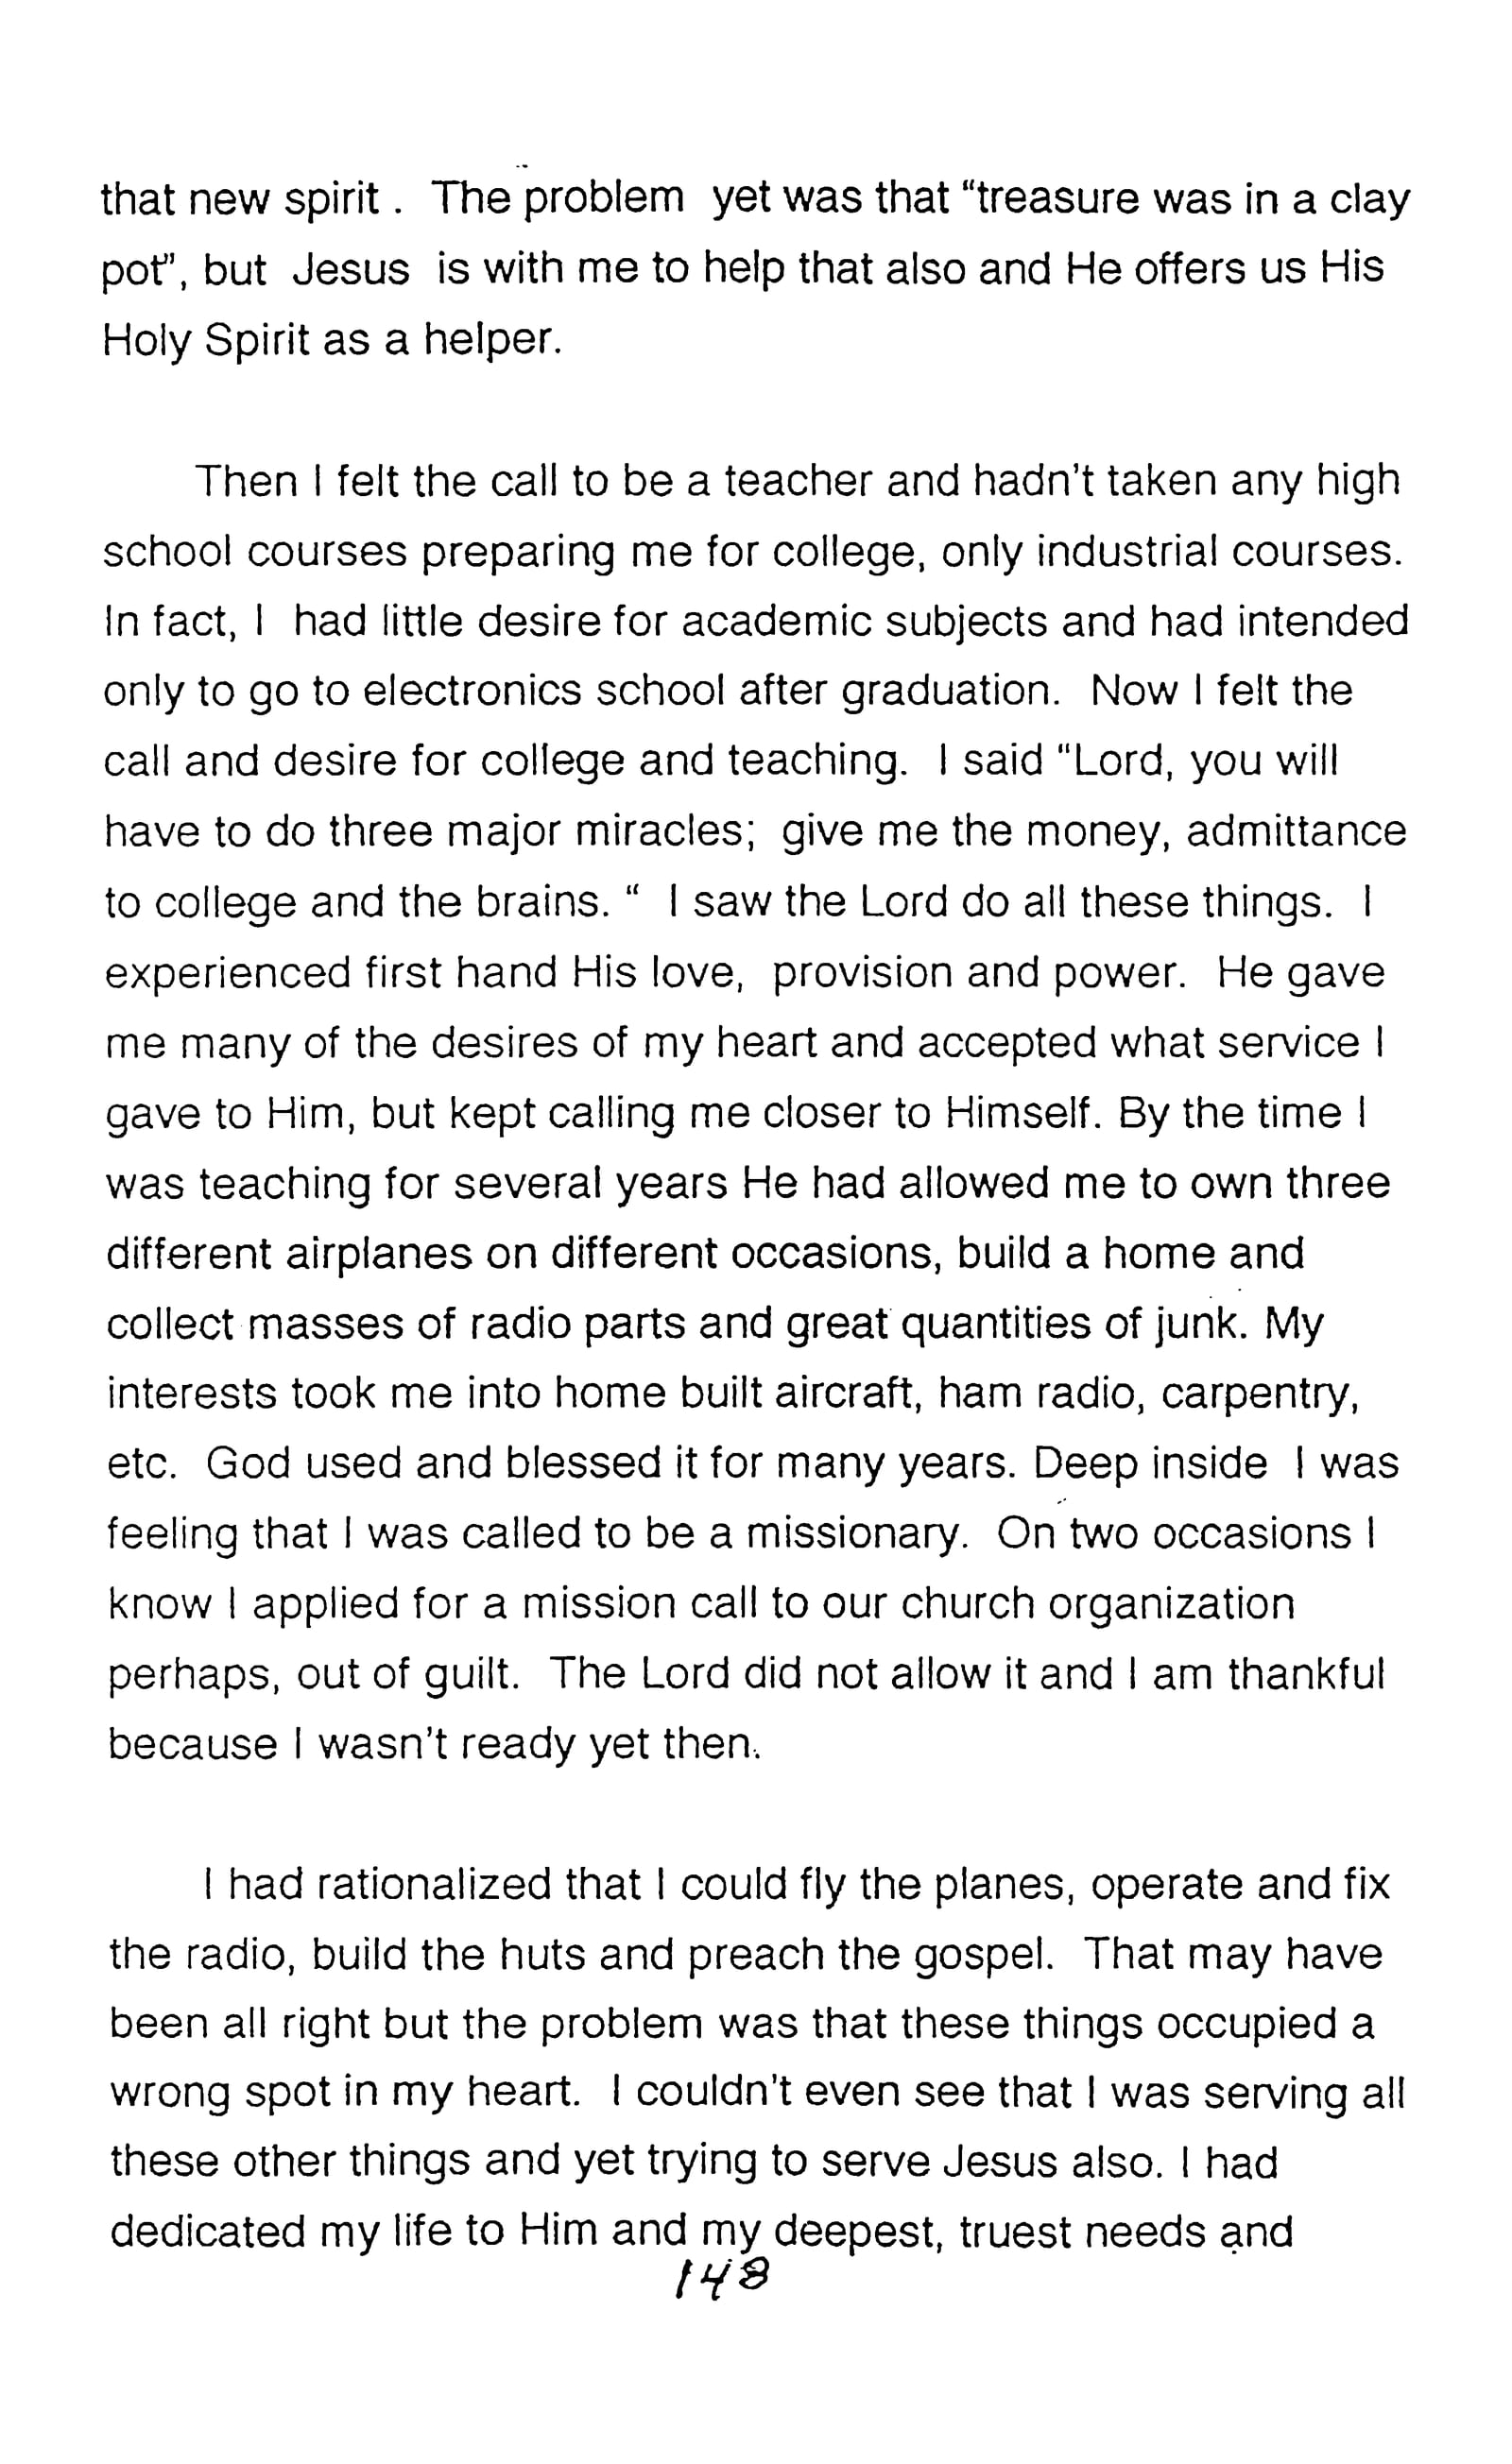 that new spirit . The problem yet was that “treasure was in a clay
pot”, but Jesus is with me to help that also and He offers us His
Holy Spirit as a helper.
Then I felt the call to be a teacher and hadn't taken any high
school courses preparing me for college, only industrial courses.
In fact, I had little desire for academic subjects and had intended
only to go to electronics school after graduation. Now I felt the
call and desire for college and teaching. I said "Lord, you will
have to do three major miracles; give me the money, admittance
to college and the brains. “ I saw the Lord do all these things. I
experienced first hand His love, provision and power. He gave
me many of the desires of my heart and accepted what service I
gave to Him, but kept calling me closer to Himself. By the time I
was teaching for several years He had allowed me to own three
different airplanes on different occasions, build a home and
collect masses of radio parts and great quantities of junk. My
interests took me into home built aircraft, ham radio, carpentry,
etc. God used and blessed it for many years. Deep inside I was
feeling that I was called to be a missionary. On two occasions I
know I applied for a mission call to our church organization
perhaps, out of guilt. The Lord did not allow it and I am thankful
because I wasn't ready yet then.
I had rationalized that I could fly the planes, operate and fix
the radio, build the huts and preach the gospel. That may have
been all right but the problem was that these things occupied a
wrong spot in my heart. I couldn't even see that I was serving all
these other things and yet trying to serve Jesus also. I had
dedicated my life to Him and my deepest, truest needs and
148